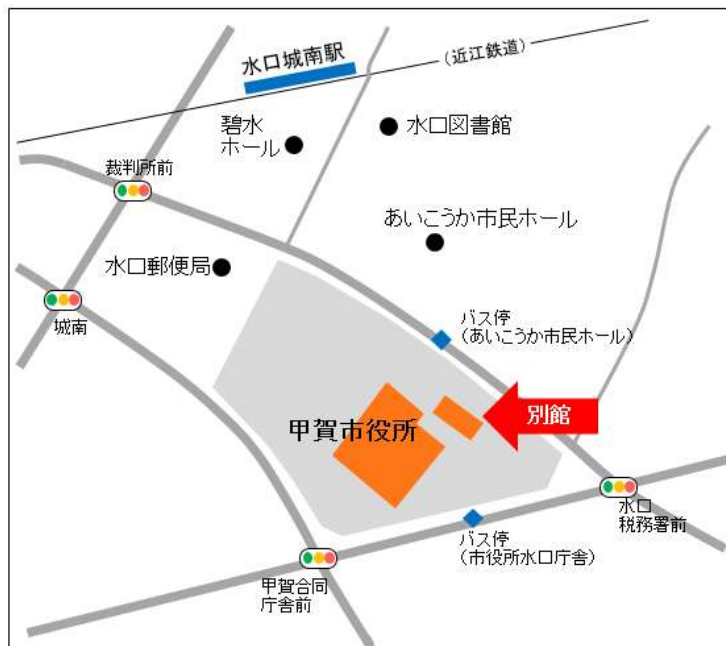 水口城南駅
(近江鉄道)
碧水
ホール
水口図書館
裁判所前
あいこうか市民ホール
水口郵便局
城南
バス停
(あいこうか市民ホール)
別館
甲賀市役所
水口
税務署前
バス停
(市役所水口庁舎)
甲賀合同
庁舎前